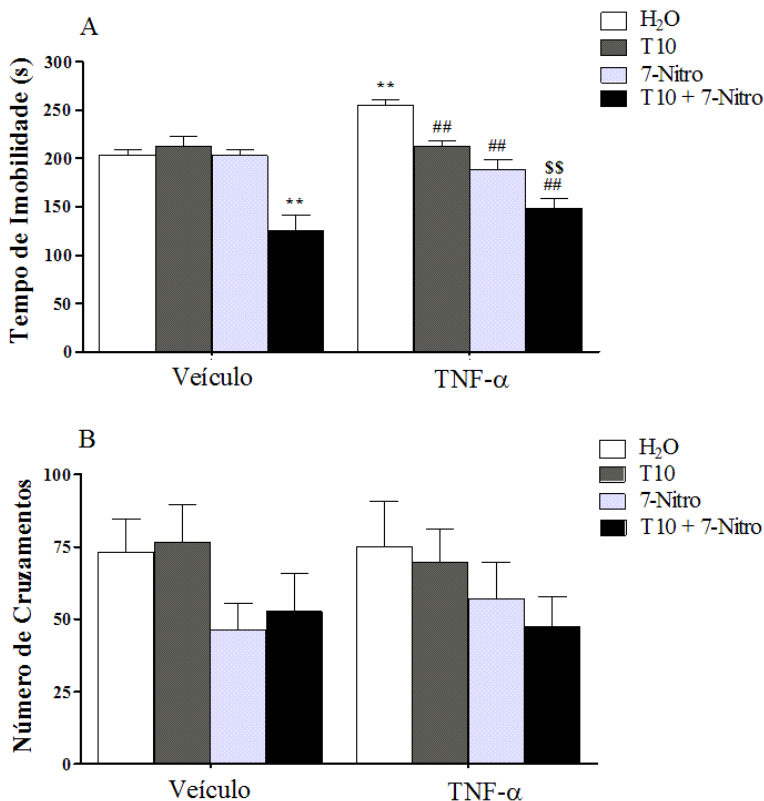 A
H₂O
T10
7-Nitro
T10 + 7-Nitro
Tempo de Imobilidade (s)
300
250
200
150
100
50
0
**
**
##
##
$$
##
Veículo
TNF-α
B
H₂O
T10
7-Nitro
T10 + 7-Nitro
Número de Cruzamentos
100
75
50
25
0
Veículo
TNF-α